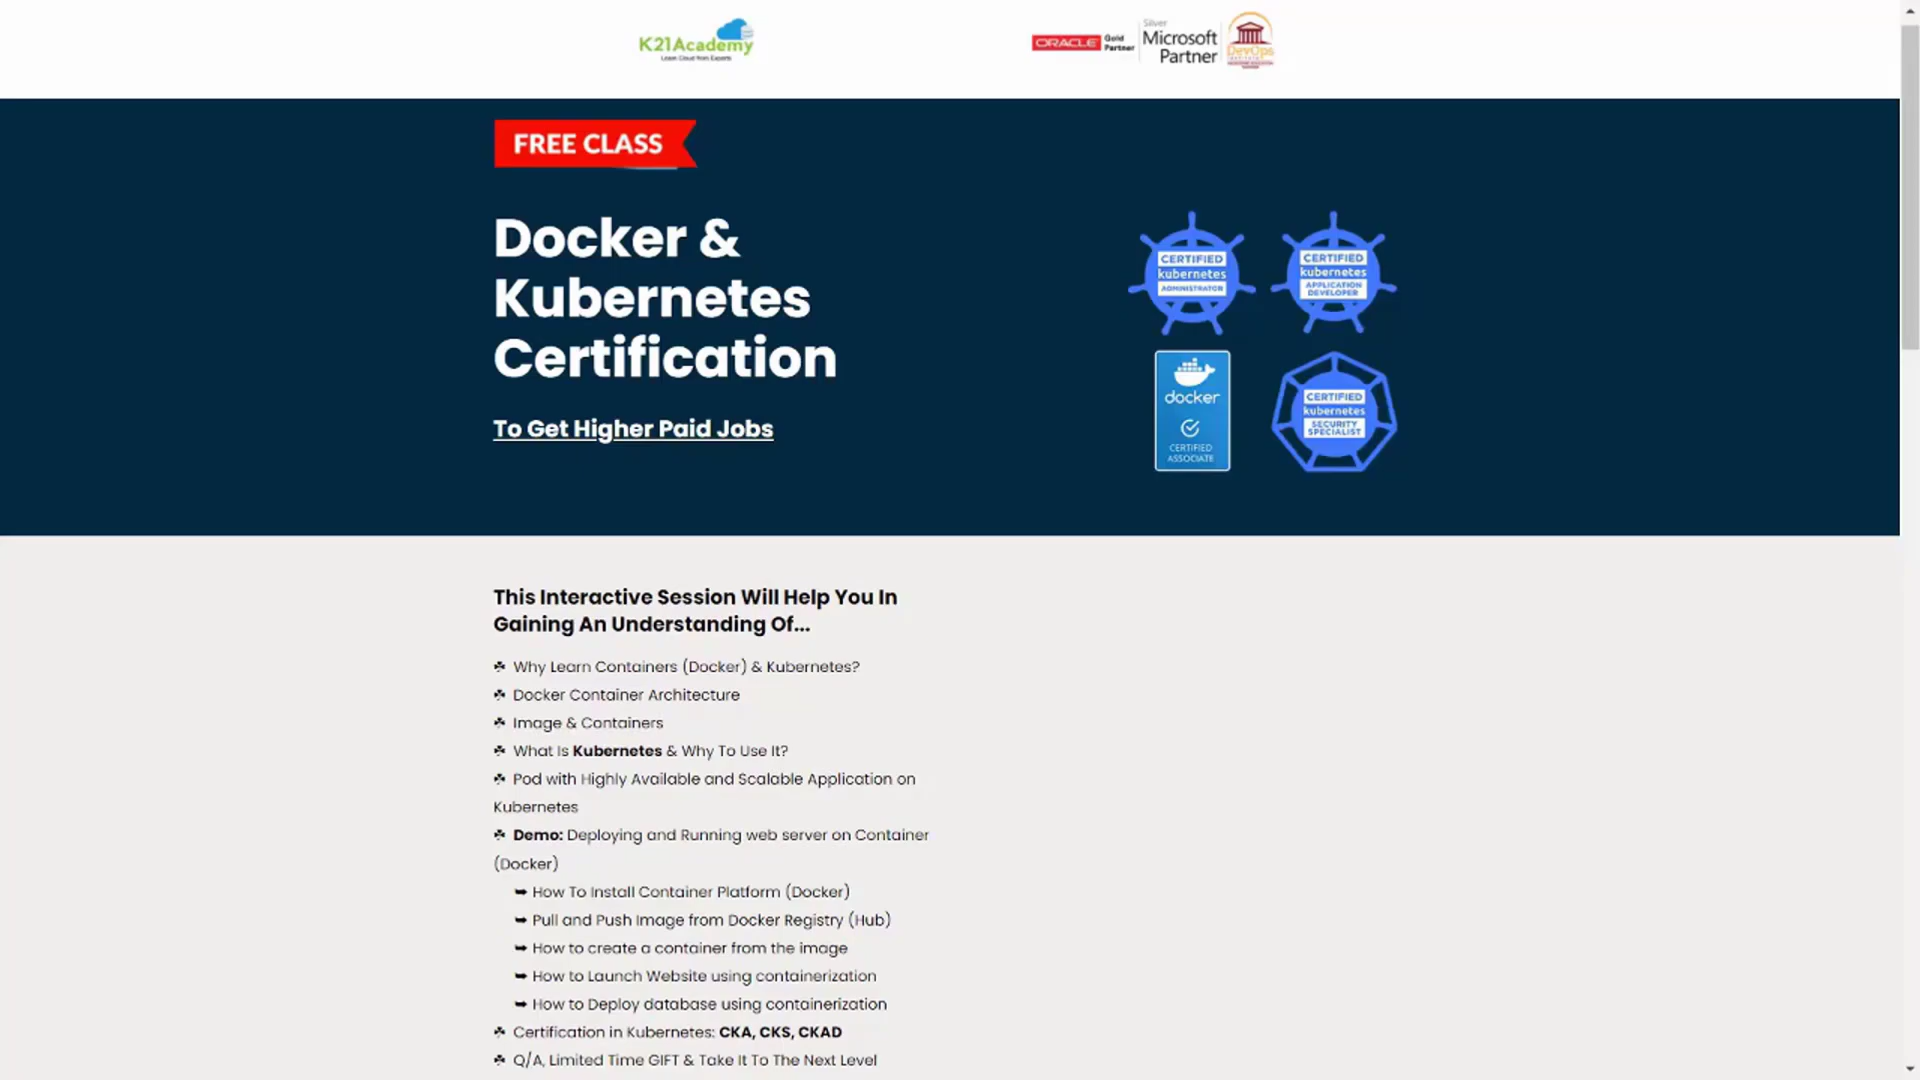 K21Academy
Learn Cloud from Experts
ORACLE Gold Partner
Silver
Microsoft
Partner
DevOps
FREE CLASS
Docker &
Kubernetes
Certification
To Get Higher Paid Jobs
CERTIFIED
kubernetes
ADMINISTRATOR
CERTIFIED
kubernetes
APPLICATION
DEVELOPER
docker
CERTIFIED
ASSOCIATE
CERTIFIED
kubernetes
SECURITY
SPECIALIST
This Interactive Session Will Help You In
Gaining An Understanding Of...
Why Learn Containers (Docker) & Kubernetes?
Docker Container Architecture
Image & Containers
What Is Kubernetes & Why To Use It?
Pod with Highly Available and Scalable Application on
Kubernetes
Demo: Deploying and Running web server on Container
(Docker)
How To Install Container Platform (Docker)
Pull and Push Image from Docker Registry (Hub)
How to create a container from the image
How to Launch Website using containerization
How to Deploy database using containerization
Certification in Kubernetes: CKA, CKS, CKAD
Q/A, Limited Time GIFT & Take It To The Next Level